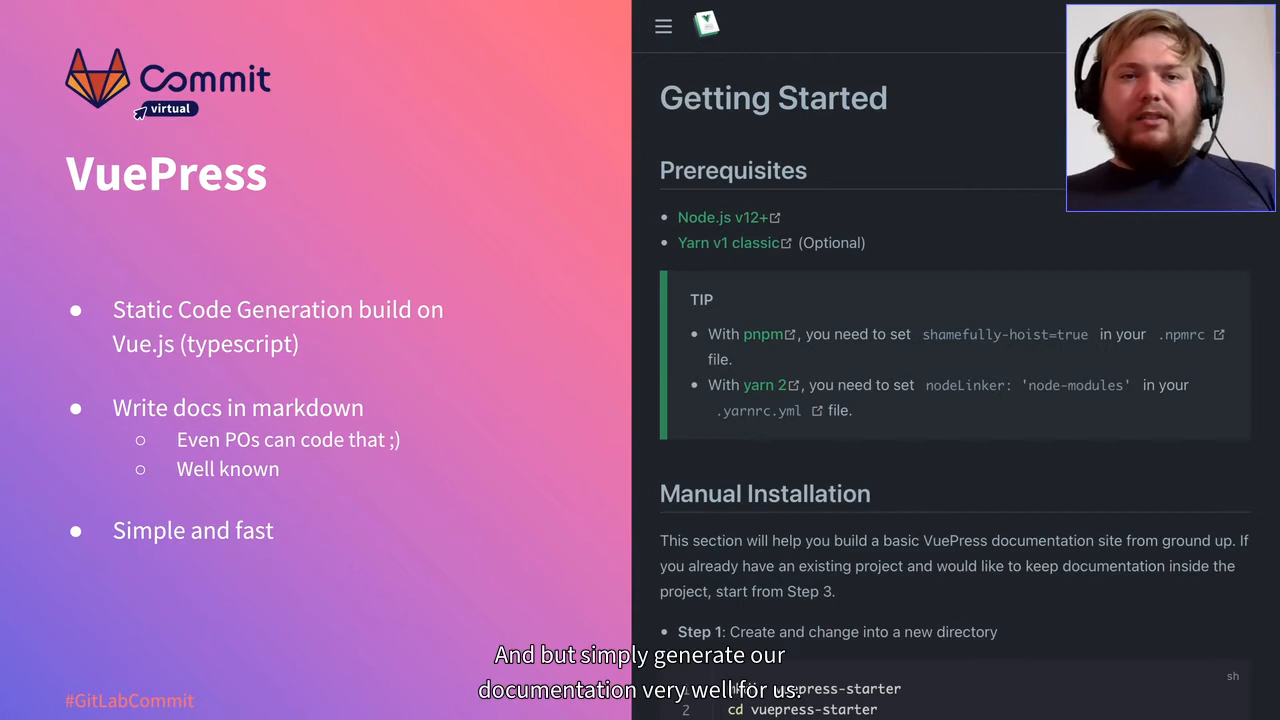 Commit
virtual
VuePress
● Static Code Generation build on
Vue.js (typescript)
● Write docs in markdown
○ Even POs can code that ;)
○ Well known
● Simple and fast
#GitLabCommit
Getting Started
Prerequisites
• Node.js v12+
• Yarn v1 classic (Optional)
TIP
• With pnpm, you need to set shamefully-hoist=true in your .npmrc
file.
• With yarn 2, you need to set nodeLinker: 'node-modules' in your
.yarnrc.yml file.
Manual Installation
This section will help you build a basic VuePress documentation site from ground up. If
you already have an existing project and would like to keep documentation inside the
project, start from Step 3.
• Step 1: Create and change into a new directory
sh
vuepress-starter
2 cd vuepress-starter
And but simply generate our
documentation very well for us.